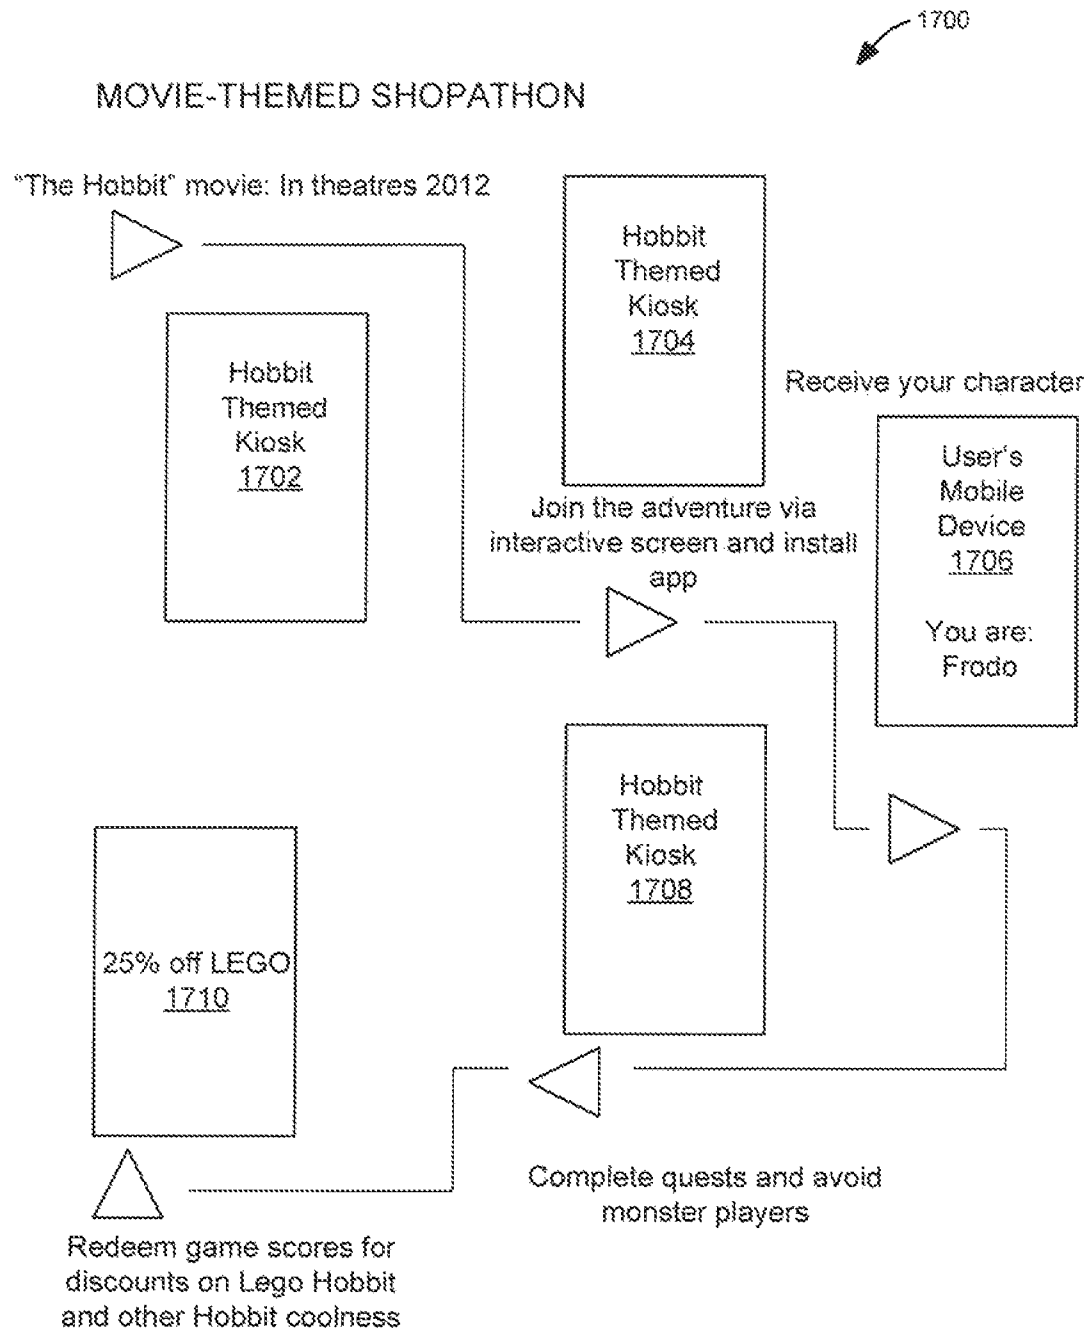 1700
MOVIE-THEMED SHOPATHON
"The Hobbit" movie: In theatres 2012
Hobbit
Themed
Kiosk
1702
Hobbit
Themed
Kiosk
1704
Join the adventure via
interactive screen and install
app
Receive your character
User's
Mobile
Device
1706
You are:
Frodo
Hobbit
Themed
Kiosk
1708
Complete quests and avoid
monster players
25% off LEGO
1710
Redeem game scores for
discounts on Lego Hobbit
and other Hobbit coolness